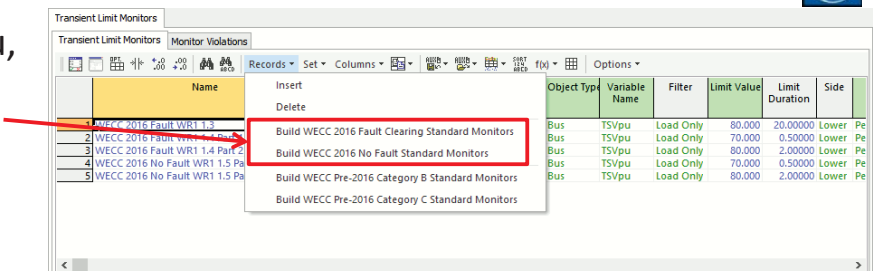 Transient Limit Monitors
Transient Limit Monitors Monitor Violations
Records Set Columns f(x) Options
Name Object Type Variable Name Filter Limit Value Limit Duration Side
Insert
Delete
Build WECC 2016 Fault Clearing Standard Monitors
Build WECC 2016 No Fault Standard Monitors
Build WECC Pre-2016 Category B Standard Monitors
Build WECC Pre-2016 Category C Standard Monitors
1 WECC 2016 Fault WR1 1.3 Bus TSVpu Load Only 80.000 20.00000 Lower Pe
2 WECC 2016 Fault WR1 1.4 Part 1 Bus TSVpu Load Only 70.000 0.50000 Lower Pe
3 WECC 2016 Fault WR1 1.4 Part 2 Bus TSVpu Load Only 80.000 2.00000 Lower Pe
4 WECC 2016 No Fault WR1 1.5 Pa Bus TSVpu Load Only 70.000 0.50000 Lower Pe
5 WECC 2016 No Fault WR1 1.5 Pa Bus TSVpu Load Only 80.000 2.00000 Lower Pe